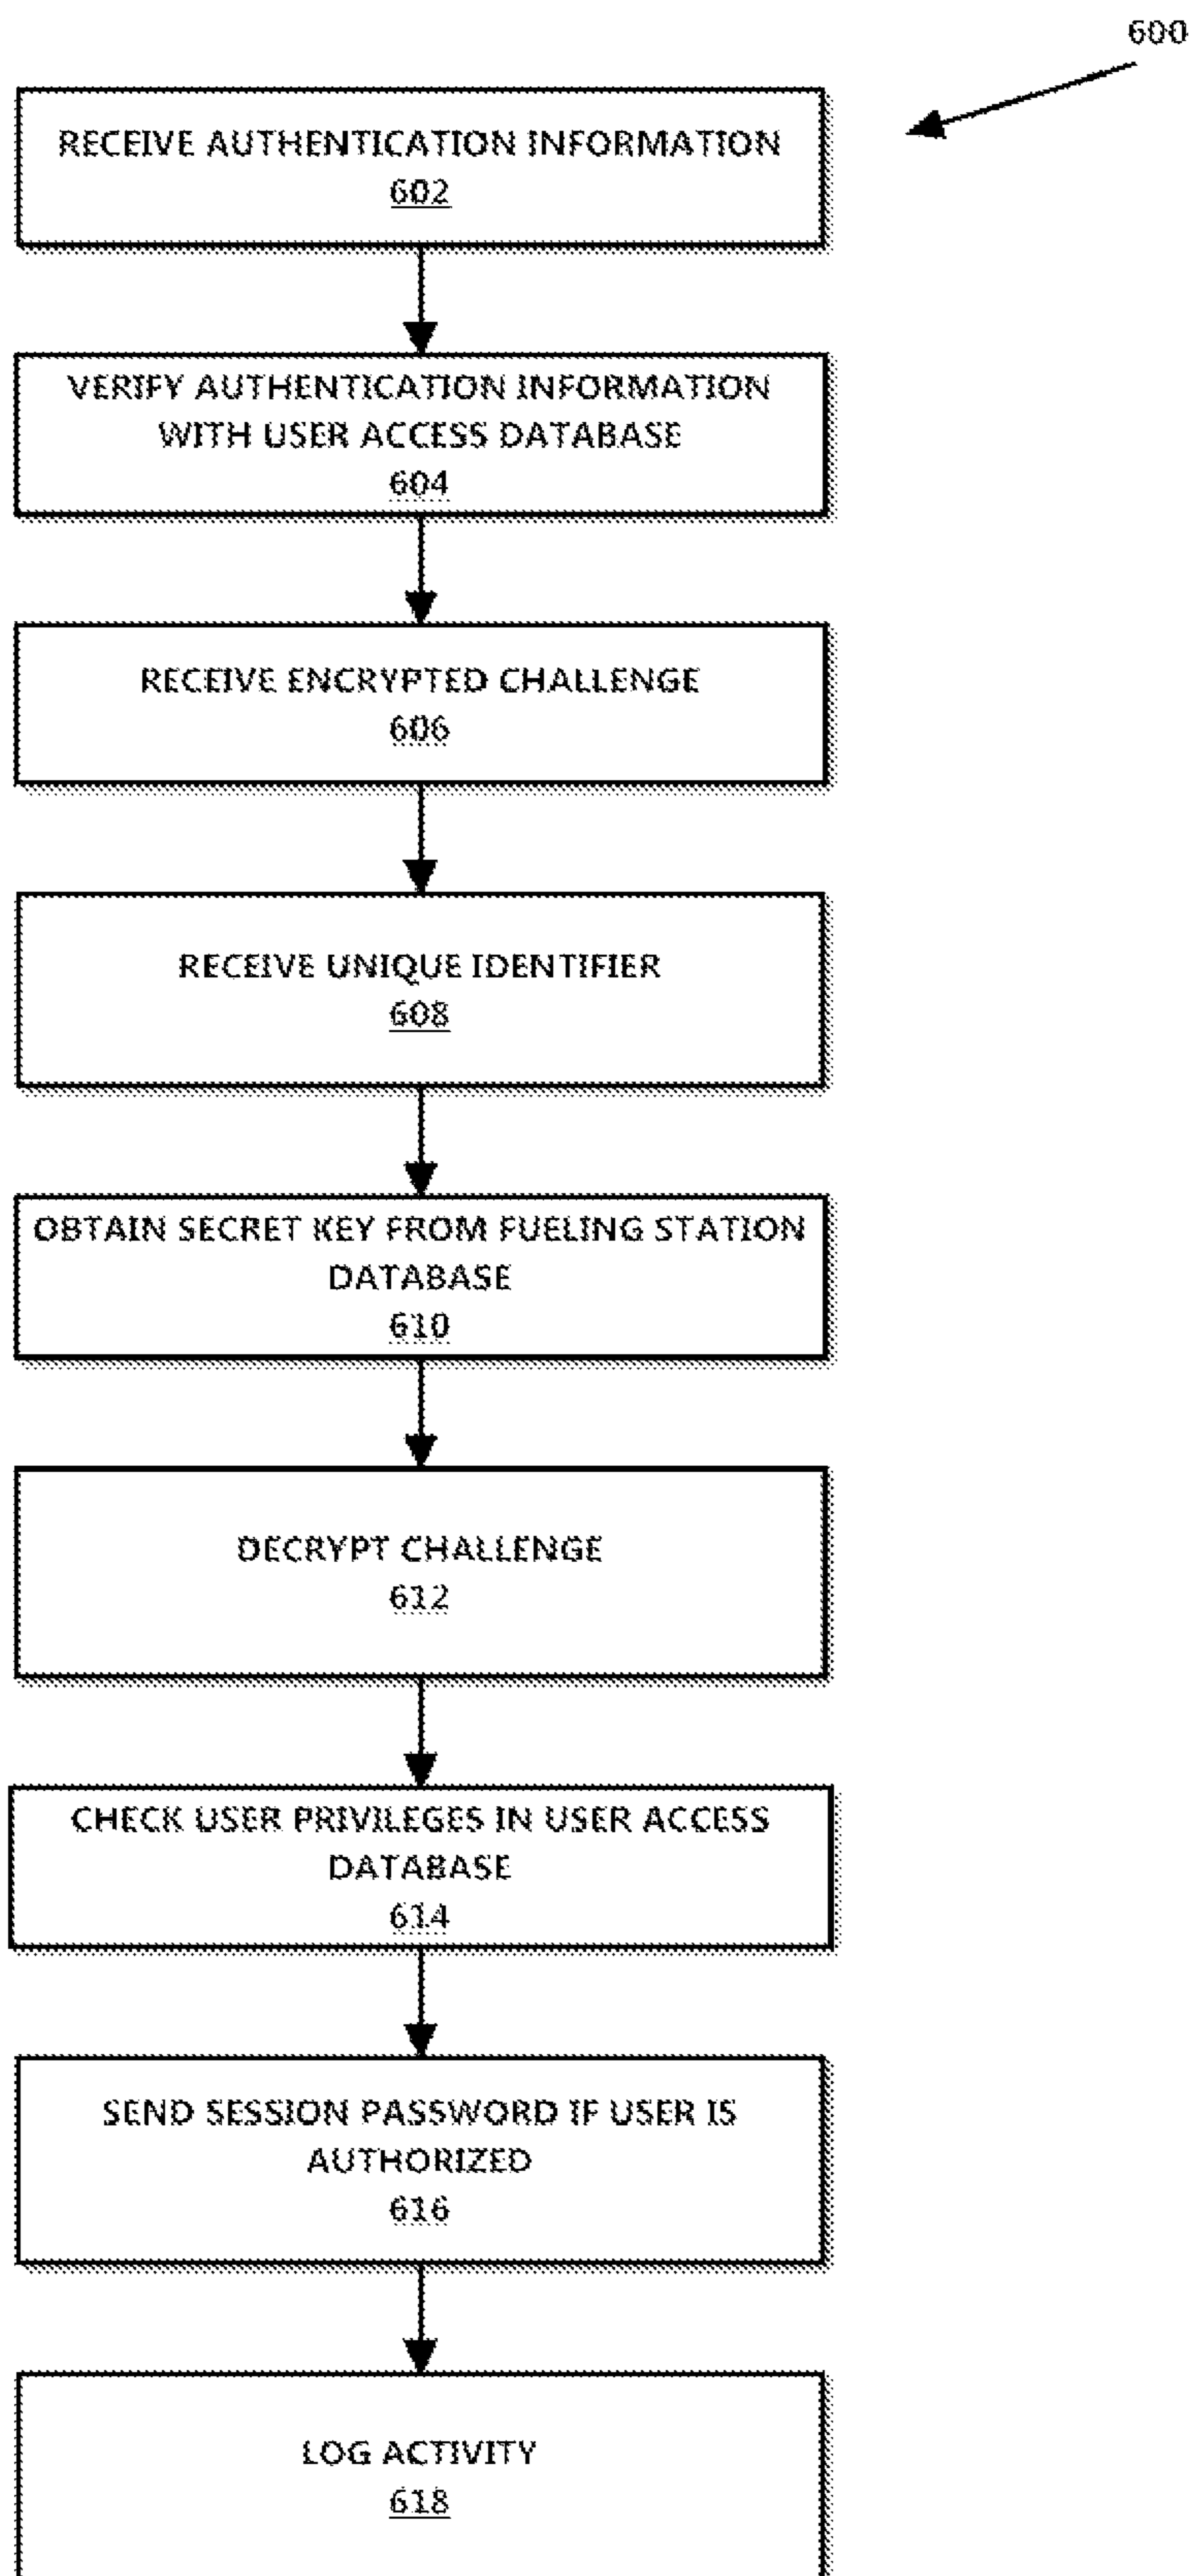 600
RECEIVE AUTHENTICATION INFORMATION
602
VERIFY AUTHENTICATION INFORMATION
WITH USER ACCESS DATABASE
604
RECEIVE ENCRYPTED CHALLENGE
606
RECEIVE UNIQUE IDENTIFIER
608
OBTAIN SECRET KEY FROM FUELING STATION
DATABASE
610
DECRYPT CHALLENGE
612
CHECK USER PRIVILEGES IN USER ACCESS
DATABASE
614
SEND SESSION PASSWORD IF USER IS
AUTHORIZED
616
LOG ACTIVITY
618